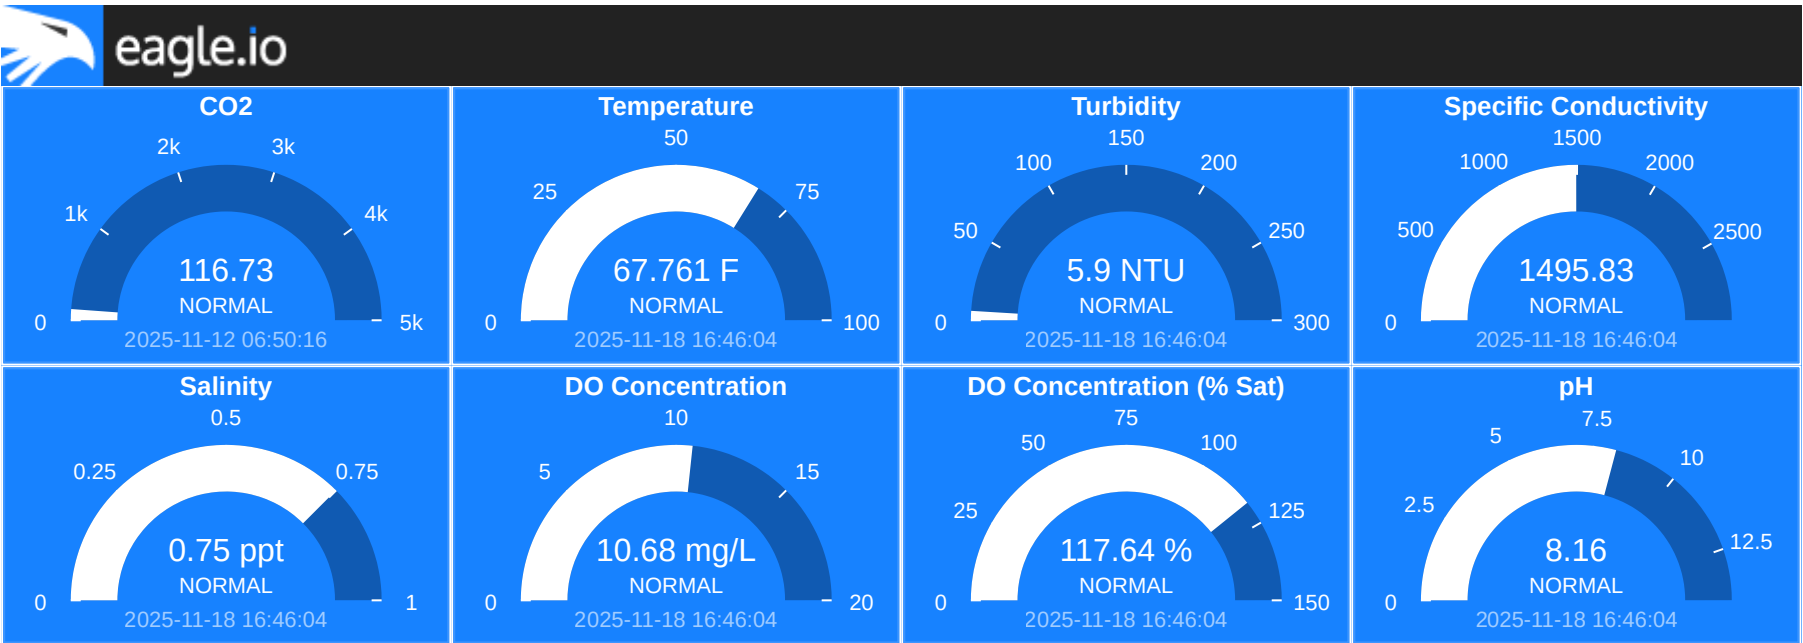 eagle.io
CO2
2k
3k
1k
4k
116.73
NORMAL
0
5k
2025-11-12 06:50:16
Temperature
50
25
75
67.761 F
NORMAL
0
100
2025-11-18 16:46:04
Turbidity
150
100
200
50
250
5.9 NTU
NORMAL
0
300
2025-11-18 16:46:04
Specific Conductivity
1500
1000
2000
500
2500
1495.83
NORMAL
0
2025-11-18 16:46:04
Salinity
0.5
0.25
0.75
0.75 ppt
NORMAL
0
1
2025-11-18 16:46:04
DO Concentration
10
5
15
10.68 mg/L
NORMAL
0
20
2025-11-18 16:46:04
DO Concentration (% Sat)
75
50
100
25
125
117.64 %
NORMAL
0
150
2025-11-18 16:46:04
pH
7.5
5
10
2.5
12.5
8.16
NORMAL
0
2025-11-18 16:46:04